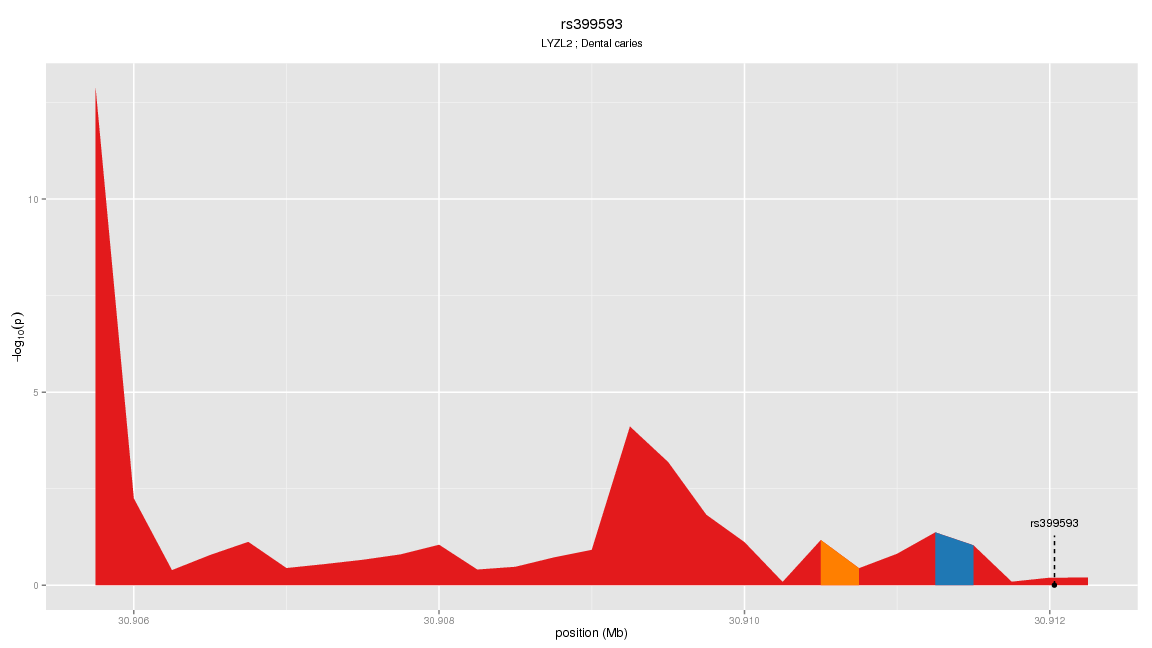 rs399593
LYZL2 ; Dental caries
10
5
0
−log10(p)
rs399593
30.906
30.908
30.910
30.912
position (Mb)